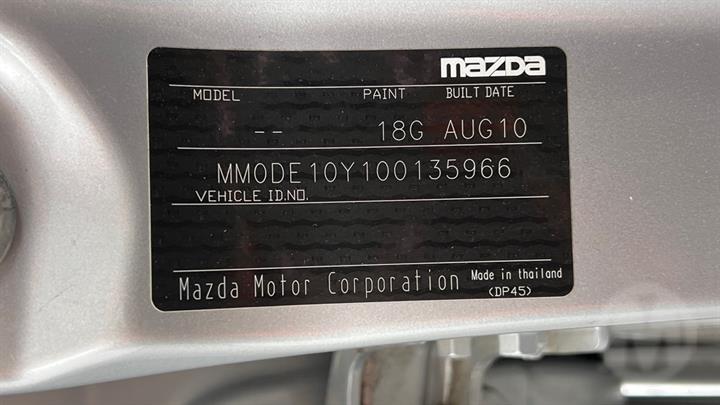 mazda
MODEL PAINT BUILT DATE
-- 18G AUG10
MM0DE10Y100135966
VEHICLE ID.NO.
Mazda Motor Corporation Made in thailand
(DP45)